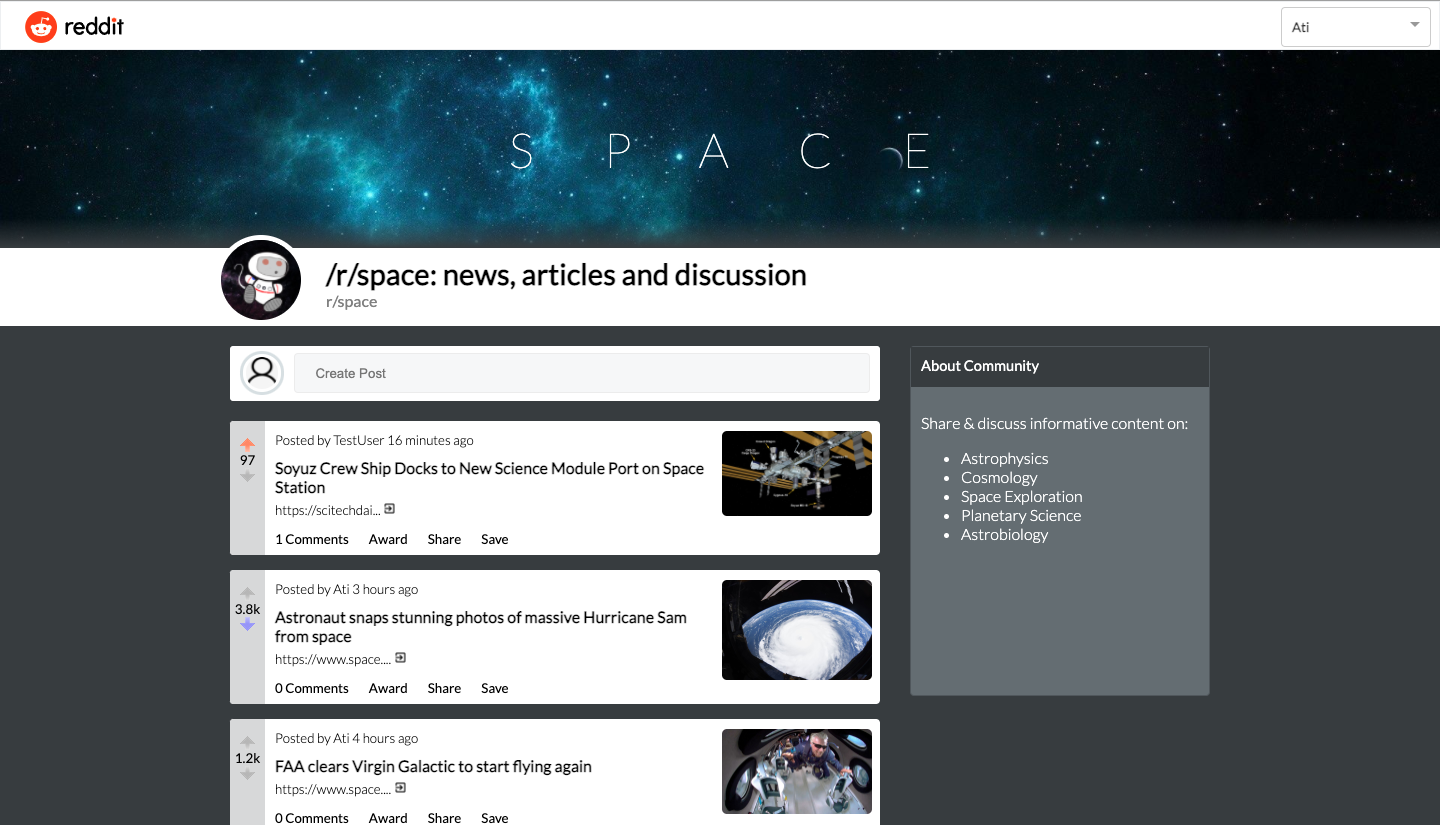 reddit
Ati
S P A C E
/r/space: news, articles and discussion
r/space
Create Post
Posted by TestUser 16 minutes ago
97
Soyuz Crew Ship Docks to New Science Module Port on Space
Station
https://scitechdai...
1 Comments Award Share Save
Posted by Ati 3 hours ago
3.8k
Astronaut snaps stunning photos of massive Hurricane Sam
from space
https://www.space....
0 Comments Award Share Save
Posted by Ati 4 hours ago
1.2k
FAA clears Virgin Galactic to start flying again
https://www.space....
0 Comments Award Share Save
About Community
Share & discuss informative content on:
• Astrophysics
• Cosmology
• Space Exploration
• Planetary Science
• Astrobiology